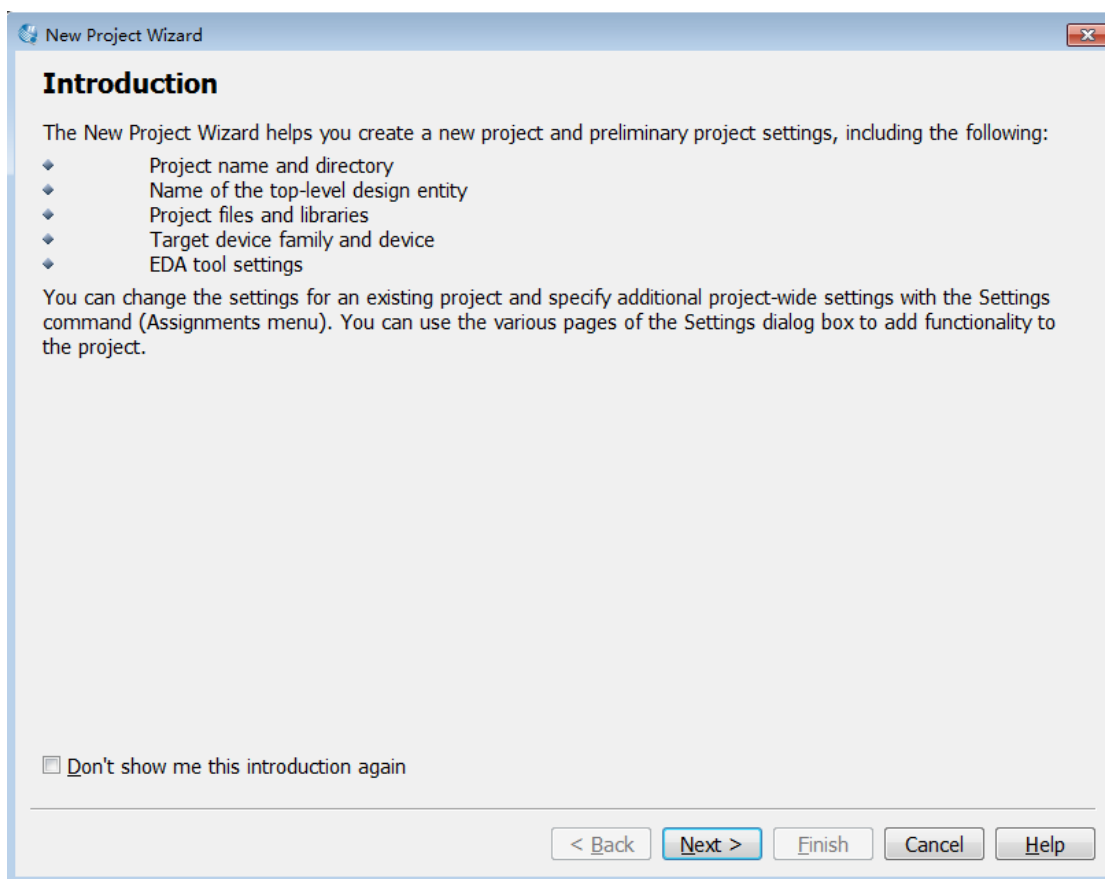 New Project Wizard
Introduction
The New Project Wizard helps you create a new project and preliminary project settings, including the following:
Project name and directory
Name of the top-level design entity
Project files and libraries
Target device family and device
EDA tool settings
You can change the settings for an existing project and specify additional project-wide settings with the Settings
command (Assignments menu). You can use the various pages of the Settings dialog box to add functionality to
the project.
Don't show me this introduction again
< Back Next > Finish Cancel Help